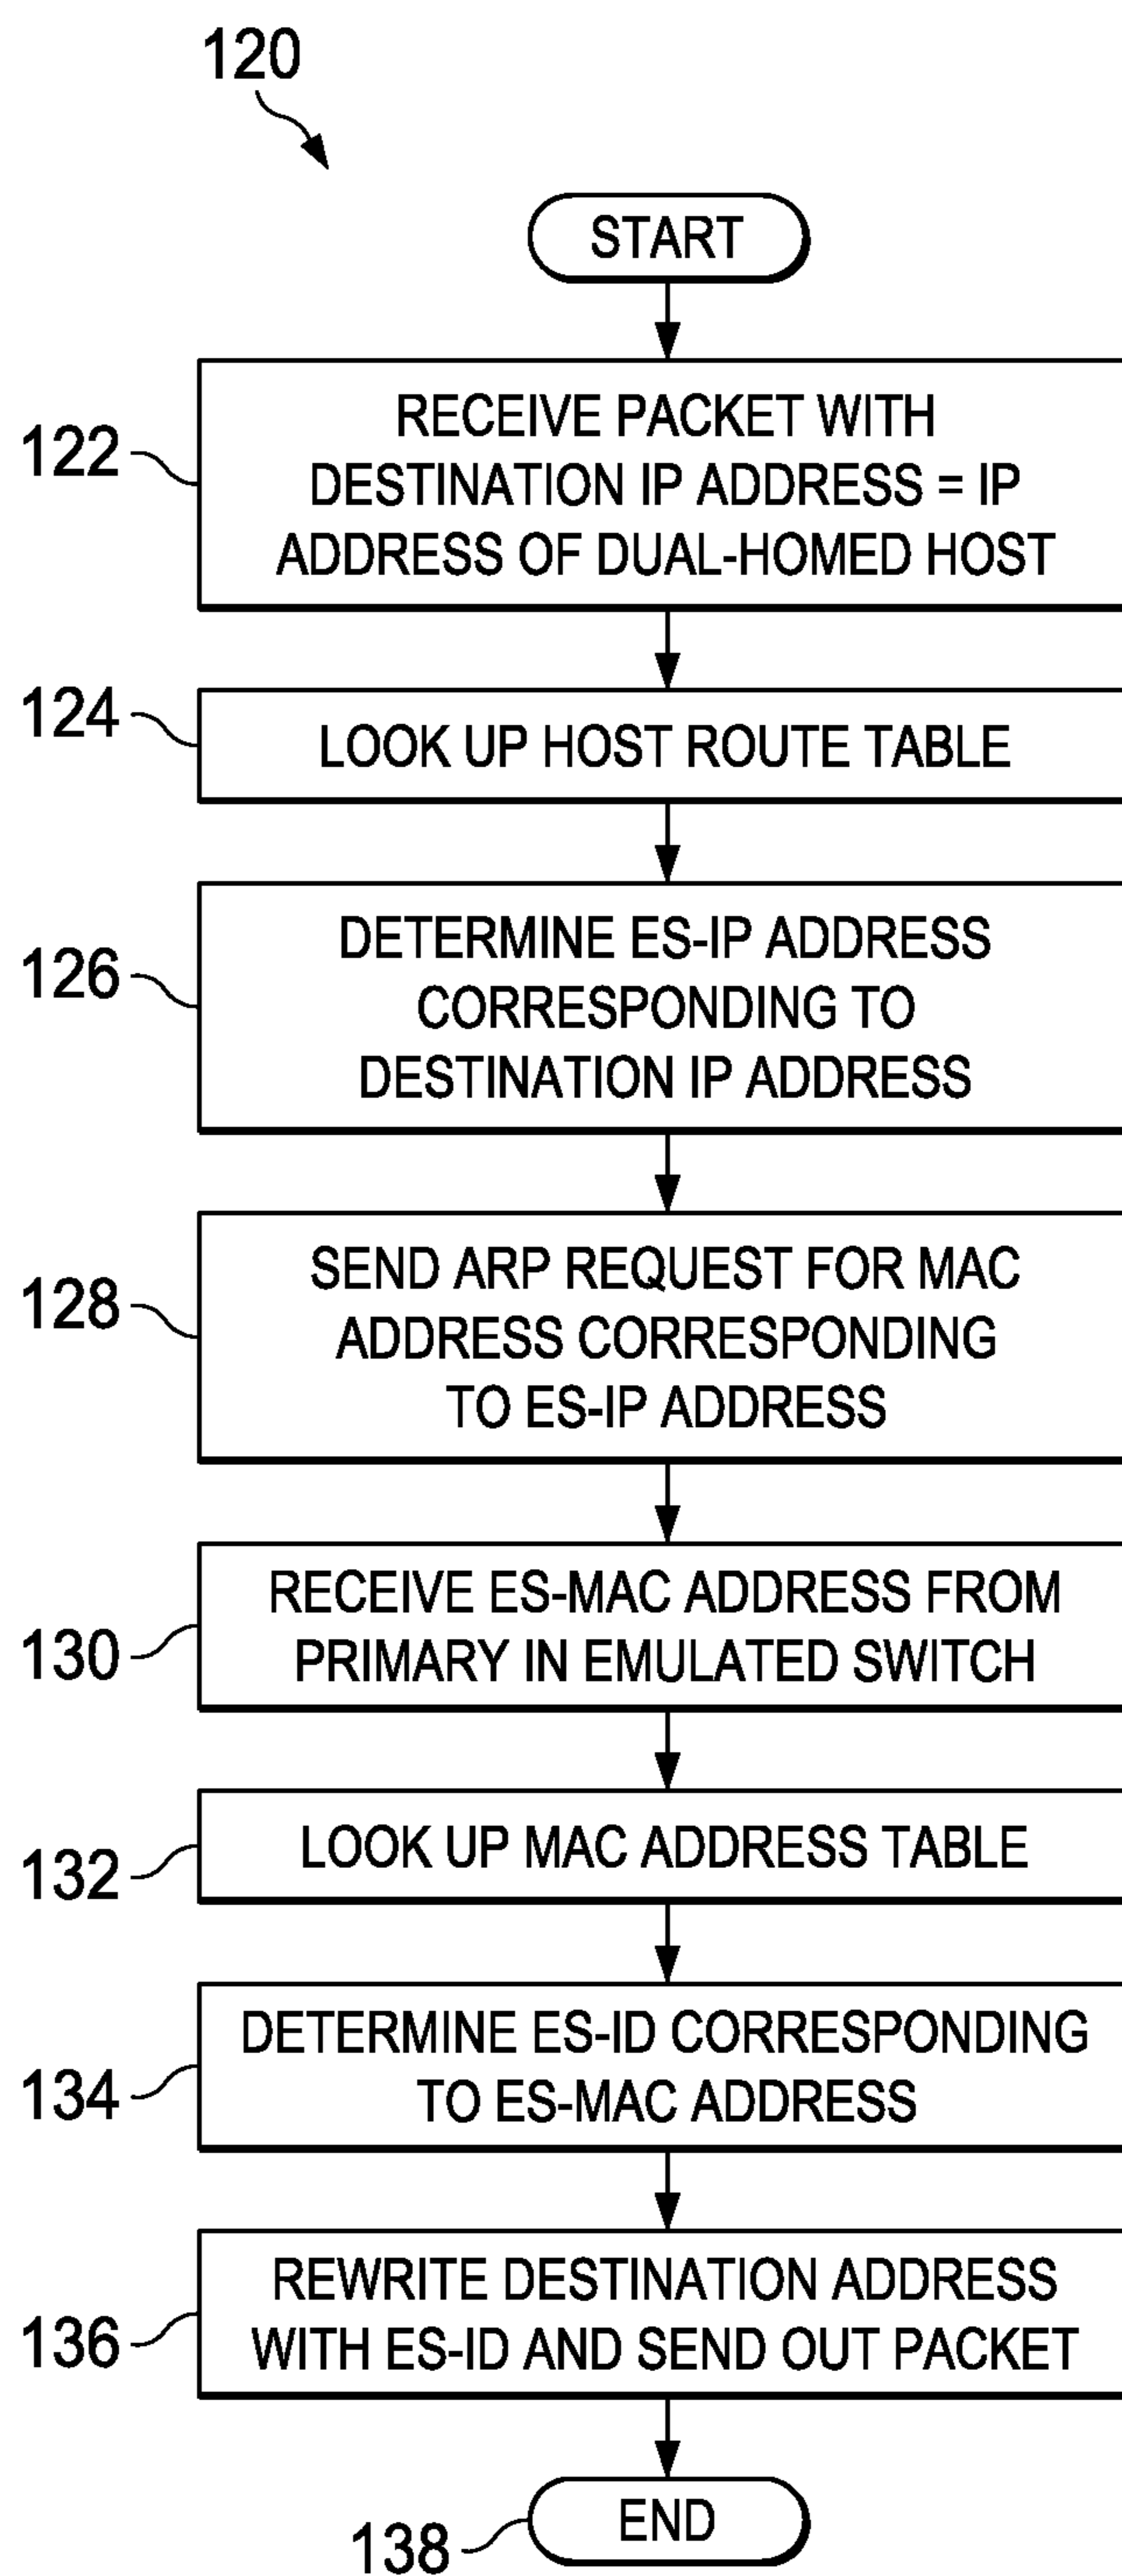 120
START
122
RECEIVE PACKET WITH
DESTINATION IP ADDRESS = IP
ADDRESS OF DUAL-HOMED HOST
124
LOOK UP HOST ROUTE TABLE
126
DETERMINE ES-IP ADDRESS
CORRESPONDING TO
DESTINATION IP ADDRESS
128
SEND ARP REQUEST FOR MAC
ADDRESS CORRESPONDING
TO ES-IP ADDRESS
130
RECEIVE ES-MAC ADDRESS FROM
PRIMARY IN EMULATED SWITCH
132
LOOK UP MAC ADDRESS TABLE
134
DETERMINE ES-ID CORRESPONDING
TO ES-MAC ADDRESS
136
REWRITE DESTINATION ADDRESS
WITH ES-ID AND SEND OUT PACKET
138
END